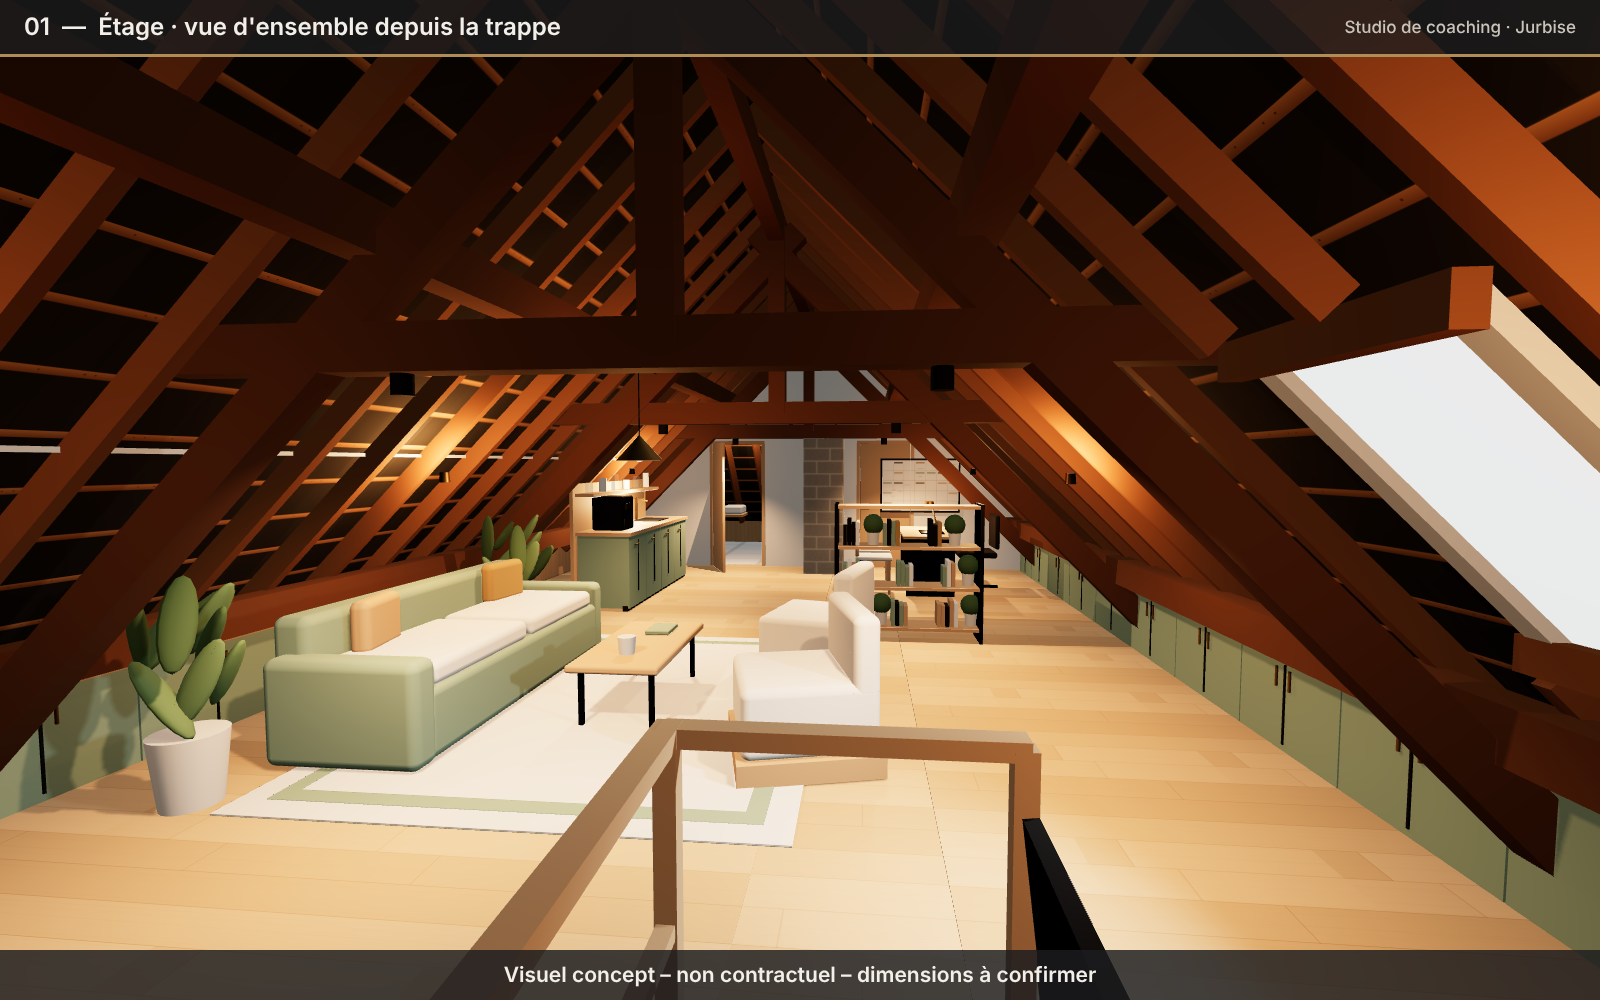 01 — Étage · vue d'ensemble depuis la trappe
Studio de coaching · Jurbise
Visuel concept – non contractuel – dimensions à confirmer